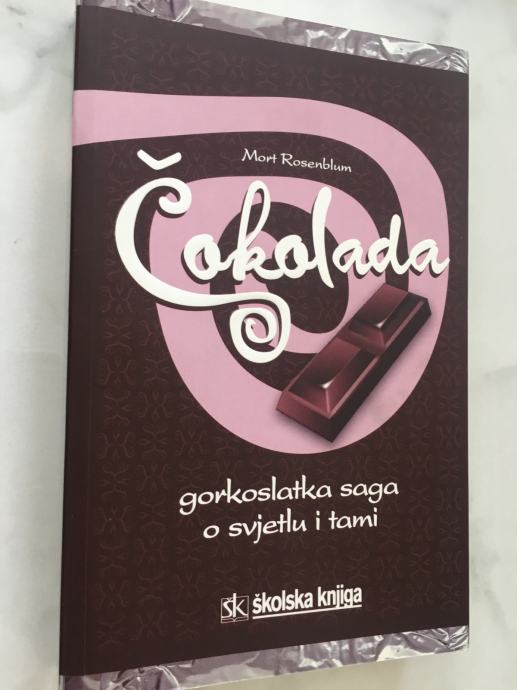 Mort Rosenblum
Čokolada
gorkoslatka saga
o svjetlu i tami
šk školska knjiga